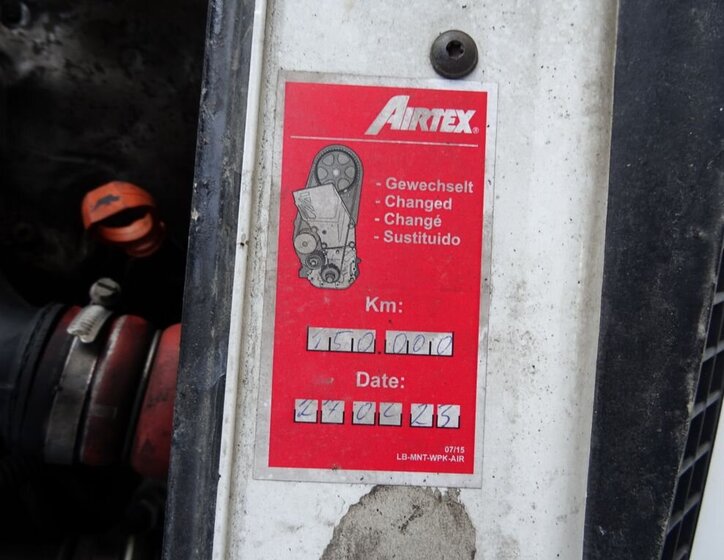 AIRTEX®
- Gewechselt
- Changed
- Changé
- Sustituido
Km:
150.000
Date:
07/15
LB-MNT-WPK-AIR